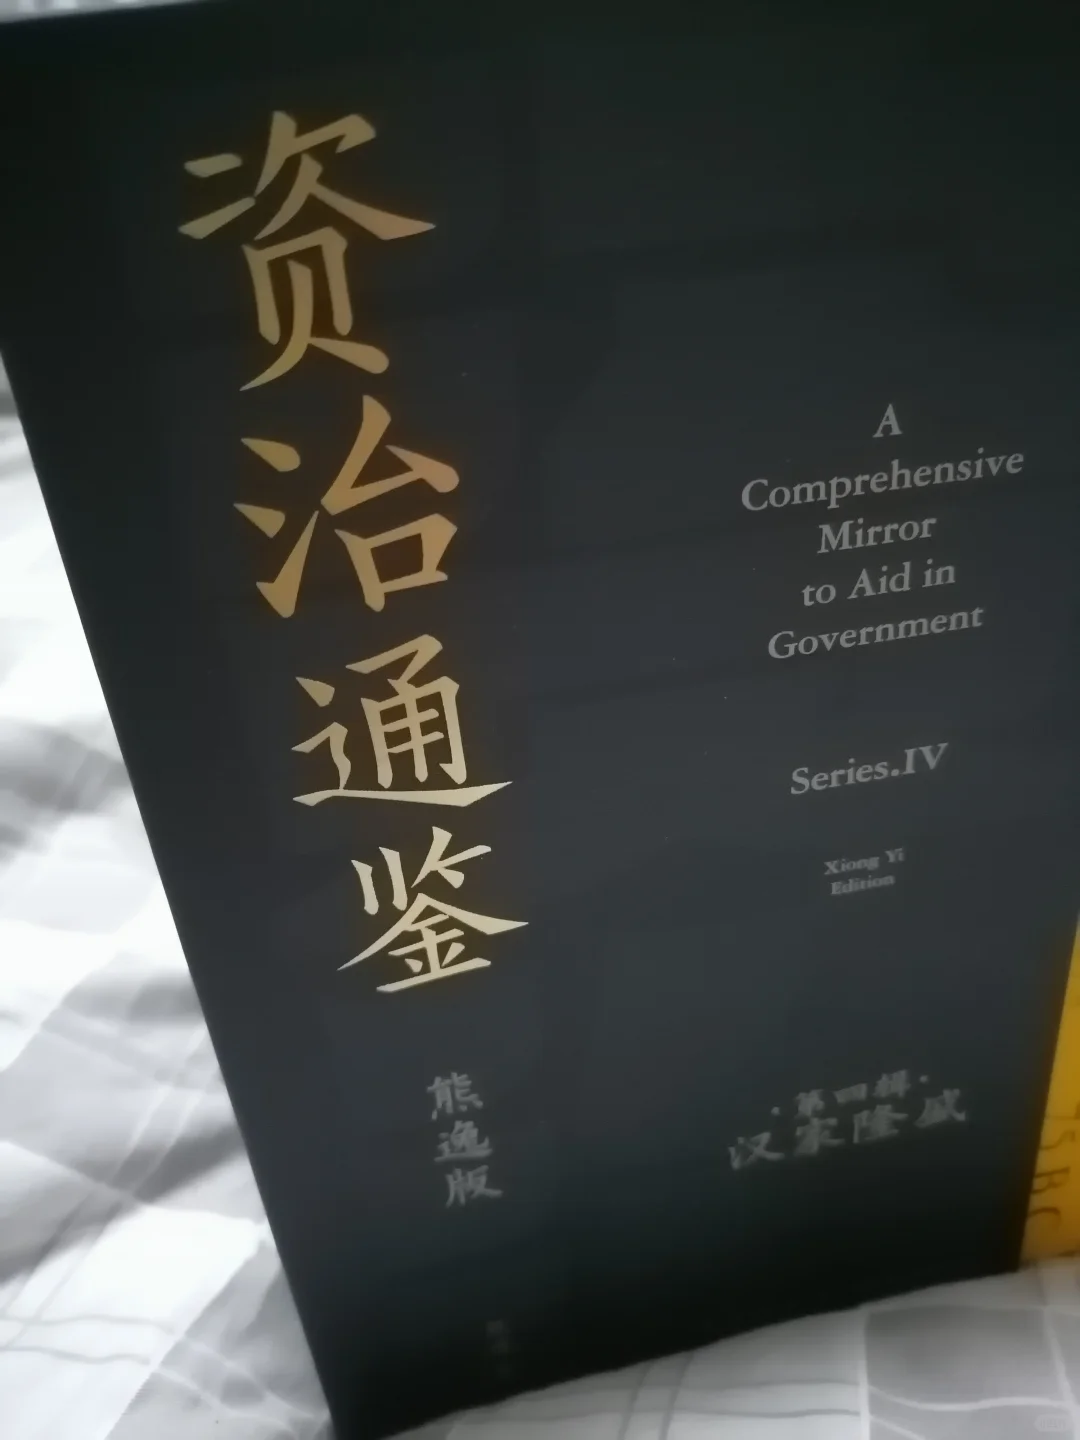 资治通鉴
熊逸版
A
Comprehensive
Mirror
to Aid in
Government
Series.IV
Xiong Yi
Edition
·第四辑·
汉家隆盛